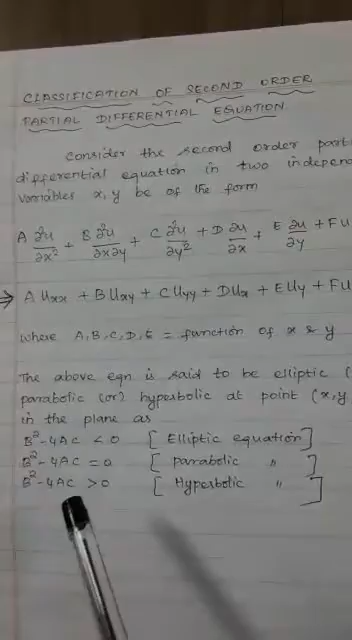 CLASSIFICATION OF SECOND ORDER
PARTIAL DIFFERENTIAL EQUATION
Consider the second order part
differential equation in two independ
variables x, y be of the form
A ∂²u/∂x² + B ∂²u/∂x∂y + C ∂²u/∂y² + D ∂u/∂x + E ∂u/∂y + FU
⇒ A Uxx + B Uxy + C Uyy + D Ux + E Uy + FU
where A, B, C, D, E = function of x & y
The above eqn is said to be elliptic (
parabolic (or) hyperbolic at point (x, y
in the plane as
B²-4AC < 0 [ Elliptic equation ]
B²-4AC = 0 [ parabolic " ]
B²-4AC > 0 [ Hyperbolic " ]